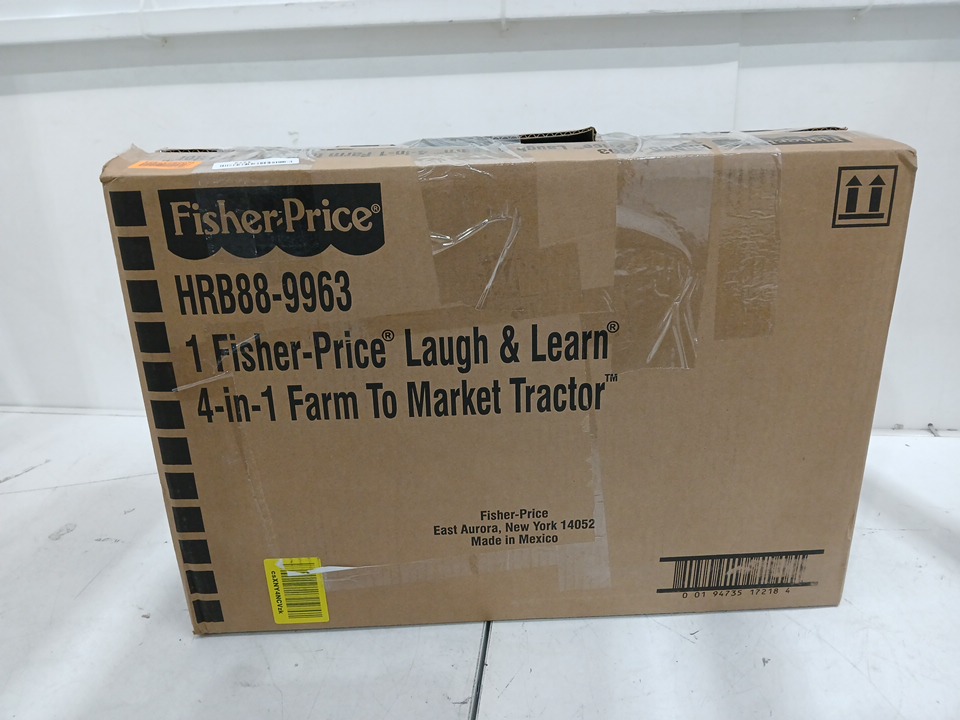 Fisher-Price®
HRB88-9963
1 Fisher-Price® Laugh & Learn®
4-in-1 Farm To Market Tractor™
Fisher-Price
East Aurora, New York 14052
Made in Mexico
0 01 94735 17218 4